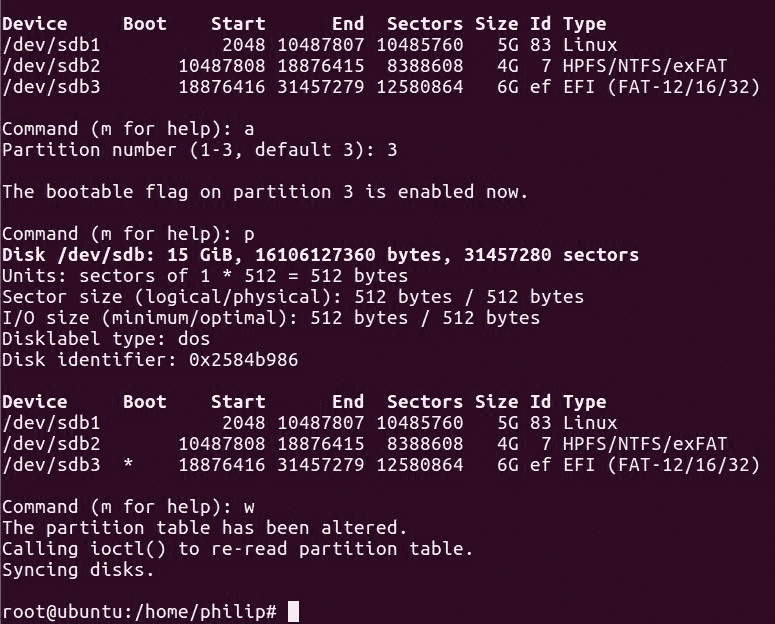 Device     Boot    Start      End  Sectors Size Id Type
/dev/sdb1           2048 10487807 10485760   5G 83 Linux
/dev/sdb2       10487808 18876415  8388608   4G  7 HPFS/NTFS/exFAT
/dev/sdb3       18876416 31457279 12580864   6G ef EFI (FAT-12/16/32)
Command (m for help): a
Partition number (1-3, default 3): 3
The bootable flag on partition 3 is enabled now.
Command (m for help): p
Disk /dev/sdb: 15 GiB, 16106127360 bytes, 31457280 sectors
Units: sectors of 1 * 512 = 512 bytes
Sector size (logical/physical): 512 bytes / 512 bytes
I/O size (minimum/optimal): 512 bytes / 512 bytes
Disklabel type: dos
Disk identifier: 0x2584b986
Device     Boot    Start      End  Sectors Size Id Type
/dev/sdb1           2048 10487807 10485760   5G 83 Linux
/dev/sdb2       10487808 18876415  8388608   4G  7 HPFS/NTFS/exFAT
/dev/sdb3  *    18876416 31457279 12580864   6G ef EFI (FAT-12/16/32)
Command (m for help): w
The partition table has been altered.
Calling ioctl() to re-read partition table.
Syncing disks.
root@ubuntu:/home/philip#